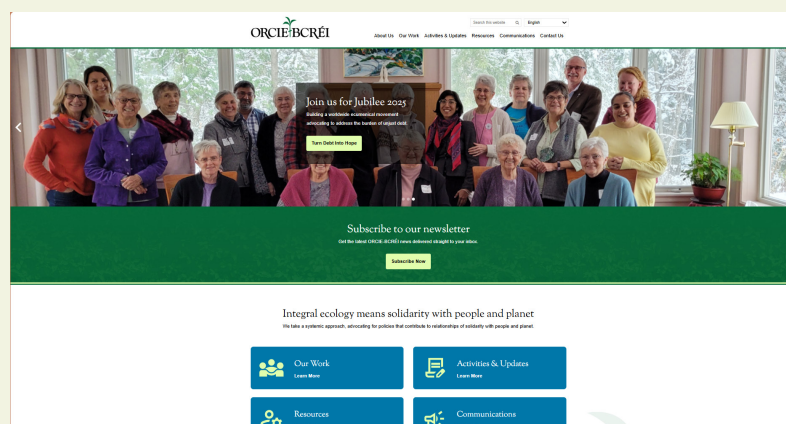 ORCIE BCRÉI
Search this website
English
About Us Our Work Activities & Updates Resources Communications Contact Us
Join us for Jubilee 2025
Building a worldwide ecumenical movement
advocating to address the burden of unjust debt.
Turn Debt into Hope
Subscribe to our newsletter
Get the latest ORCIE-BCRÉI news delivered straight to your inbox.
Subscribe Now
Integral ecology means solidarity with people and planet
We take a systemic approach, advocating for policies that contribute to relationships of solidarity with people and planet.
Our Work
Learn More
Activities & Updates
Learn More
Resources
Communications